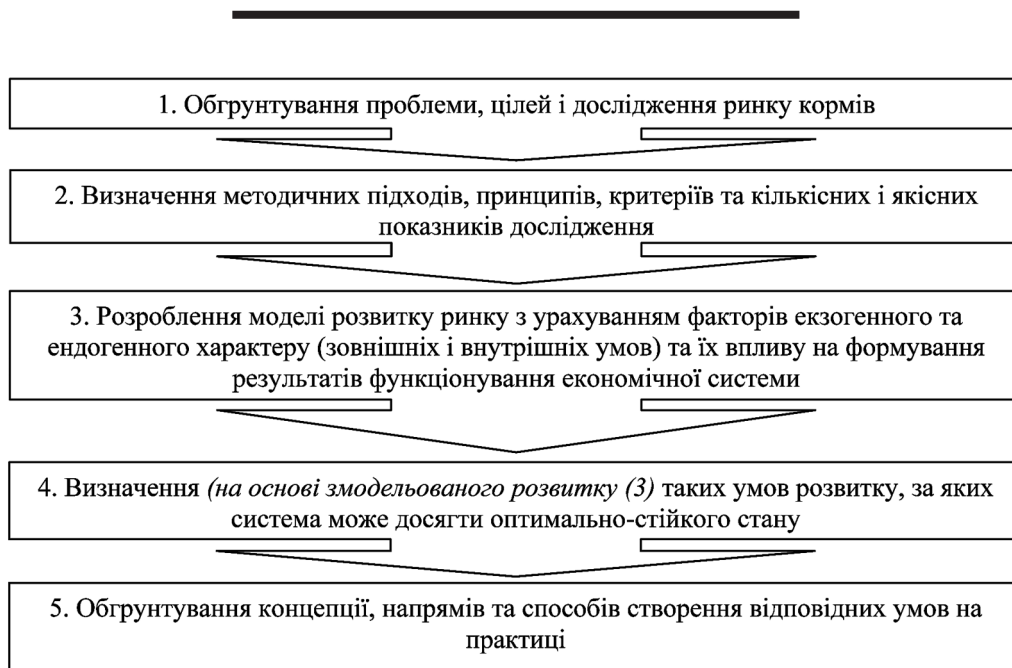 1. Обгрунтування проблеми, цілей і дослідження ринку кормів
2. Визначення методичних підходів, принципів, критеріїв та кількісних і якісних
показників дослідження
3. Розроблення моделі розвитку ринку з урахуванням факторів екзогенного та
ендогенного характеру (зовнішніх і внутрішніх умов) та їх впливу на формування
результатів функціонування економічної системи
4. Визначення (на основі змодельованого розвитку (3) таких умов розвитку, за яких
система може досягти оптимально-стійкого стану
5. Обгрунтування концепції, напрямів та способів створення відповідних умов на
практиці